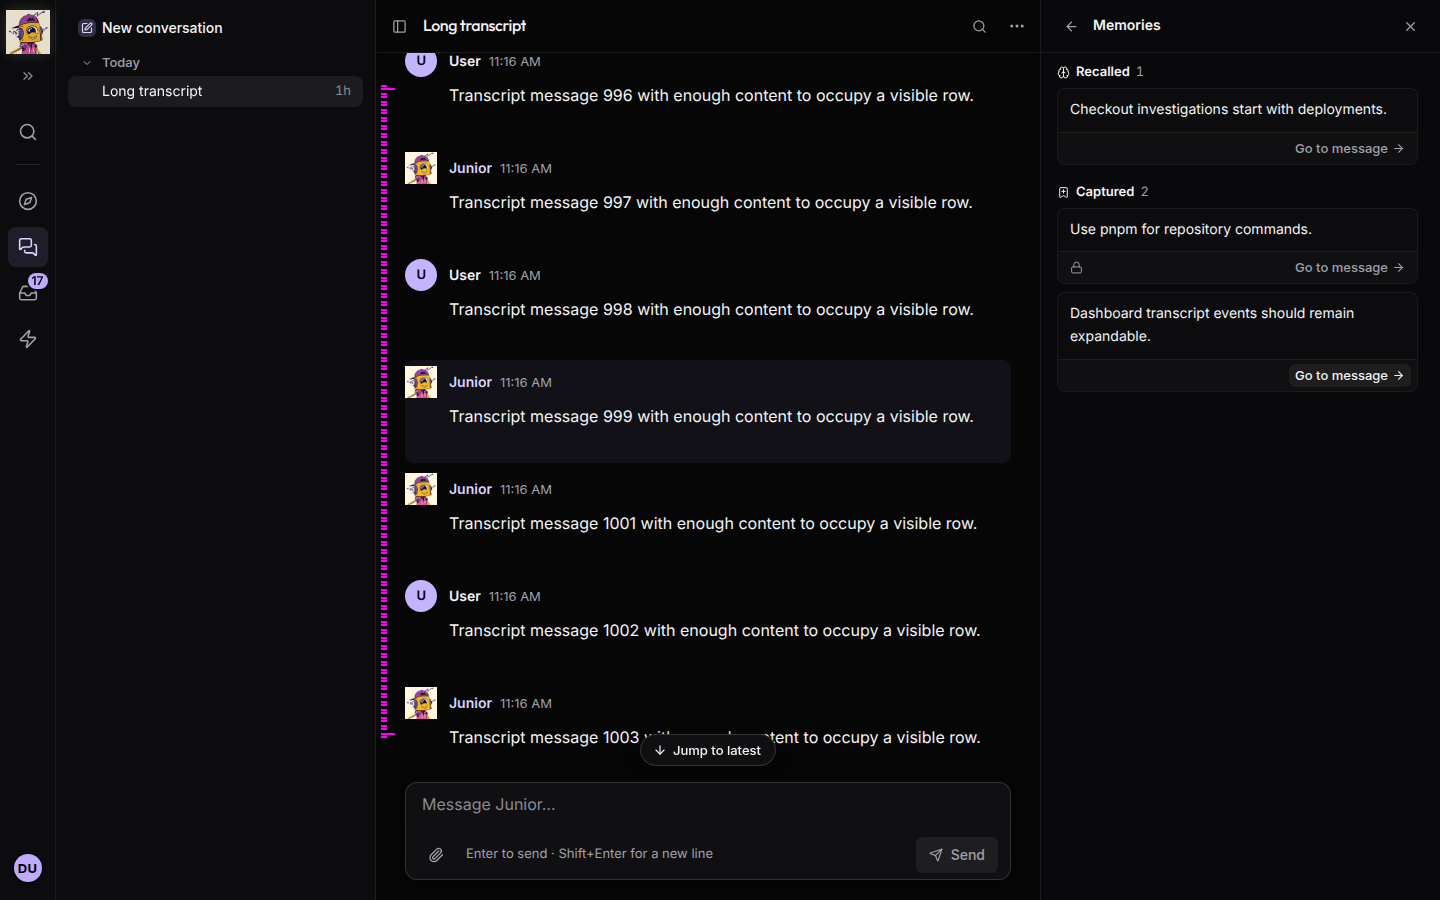 New conversation
Today
Long transcript
1h
17
DU
Long transcript
U
User 11:16 AM
Transcript message 996 with enough content to occupy a visible row.
Junior 11:16 AM
Transcript message 997 with enough content to occupy a visible row.
U
User 11:16 AM
Transcript message 998 with enough content to occupy a visible row.
Junior 11:16 AM
Transcript message 999 with enough content to occupy a visible row.
Junior 11:16 AM
Transcript message 1001 with enough content to occupy a visible row.
U
User 11:16 AM
Transcript message 1002 with enough content to occupy a visible row.
Junior 11:16 AM
Transcript message 1003 to occupy a visible row.
Jump to latest
Message Junior...
Enter to send · Shift+Enter for a new line
Send
Memories
Recalled 1
Checkout investigations start with deployments.
Go to message
Captured 2
Use pnpm for repository commands.
Go to message
Dashboard transcript events should remain
expandable.
Go to message